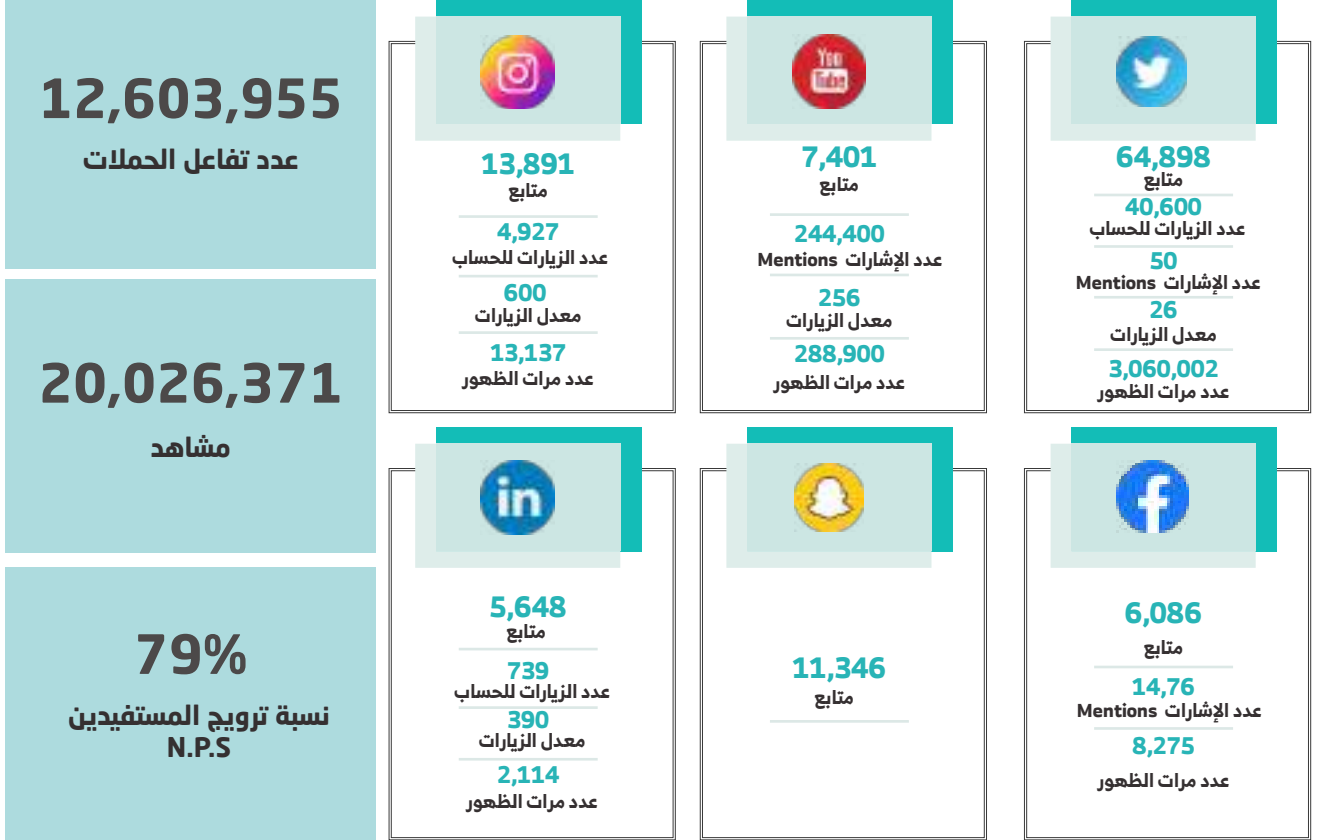 64,898
متابع
40,600
عدد الزيارات للحساب
50
عدد الإشارات Mentions
26
معدل الزيارات
3,060,002
عدد مرات الظهور
You
Tube
7,401
متابع
244,400
عدد الإشارات Mentions
256
معدل الزيارات
288,900
عدد مرات الظهور
13,891
متابع
4,927
عدد الزيارات للحساب
600
معدل الزيارات
13,137
عدد مرات الظهور
6,086
متابع
14,76
عدد الإشارات Mentions
8,275
عدد مرات الظهور
11,346
متابع
in
5,648
متابع
739
عدد الزيارات للحساب
390
معدل الزيارات
2,114
عدد مرات الظهور
12,603,955
عدد تفاعل الحملات
20,026,371
مشاهد
79%
نسبة ترويج المستفيدين
N.P.S